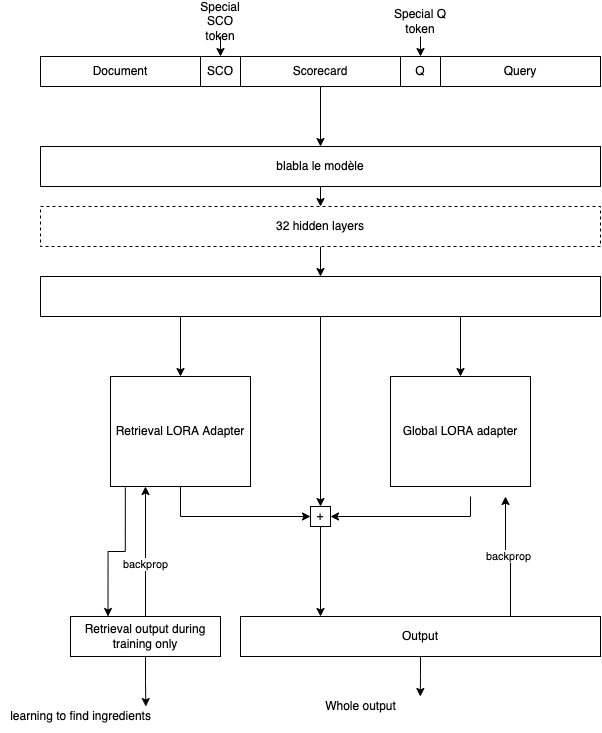 Special
SCO
token
Special Q
token
Document
SCO
Scorecard
Q
Query
blabla le modèle
32 hidden layers
Retrieval LORA Adapter
Global LORA adapter
+
backprop
backprop
Retrieval output during
training only
Output
learning to find ingredients
Whole output